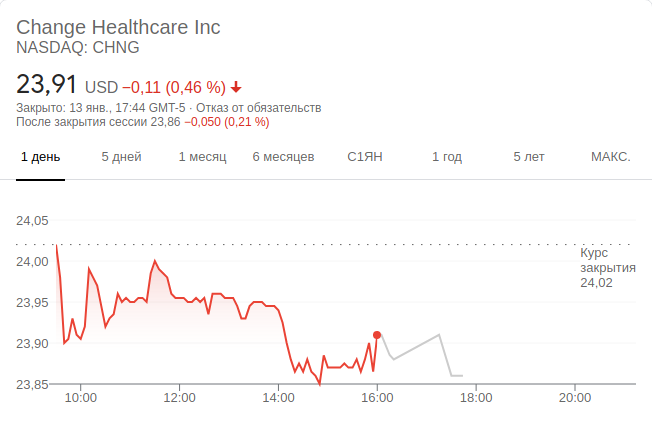 Change Healthcare Inc
NASDAQ: CHNG
23,91 USD −0,11 (0,46 %)
Закрыто: 13 янв., 17:44 GMT-5 · Отказ от обязательств
После закрытия сессии 23,86 −0,050 (0,21 %)
1 день 5 дней 1 месяц 6 месяцев С1ЯН 1 год 5 лет МАКС.
24,05
24,00
23,95
23,90
23,85
Курс
закрытия
24,02
10:00 12:00 14:00 16:00 18:00 20:00